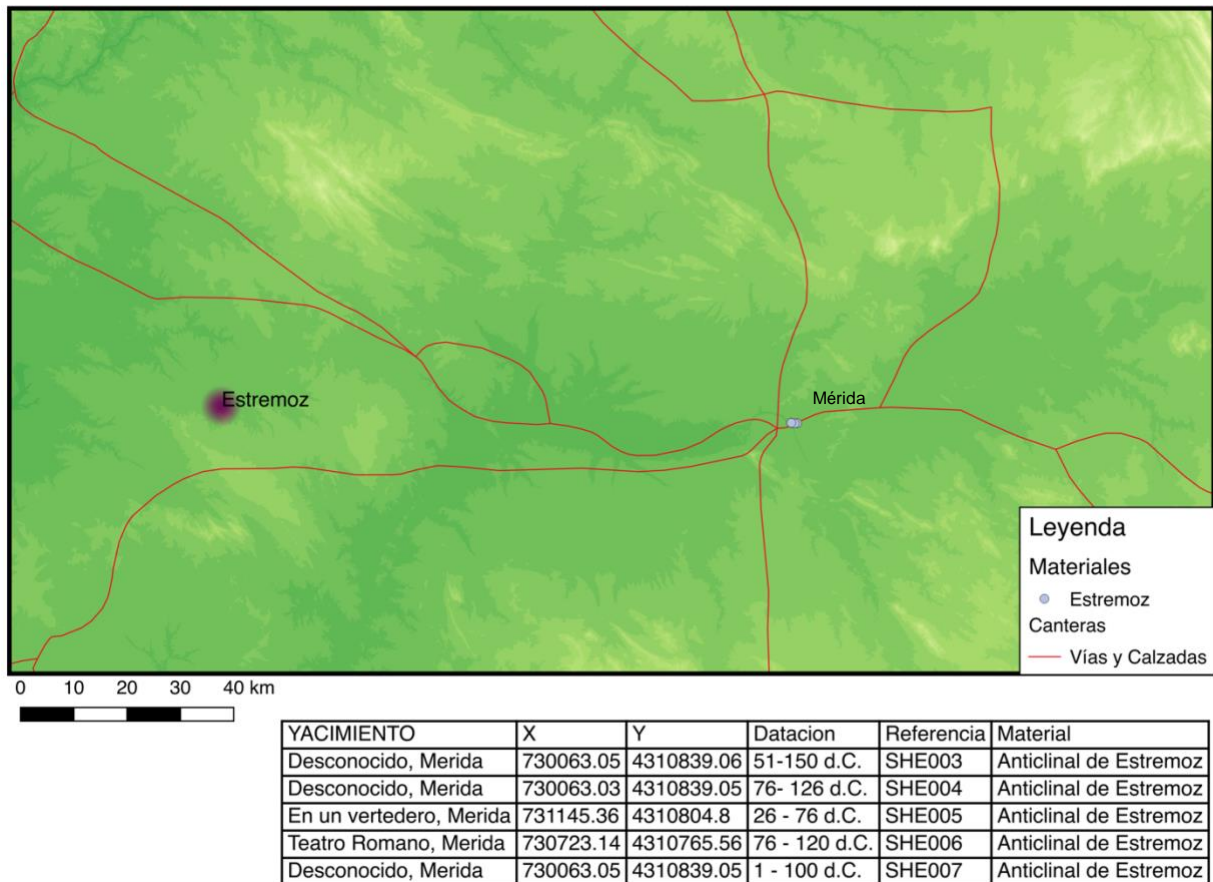 Estremoz
Mérida
Leyenda
Materiales
Estremoz
Canteras
Vías y Calzadas
0 10 20 30 40 km
YACIMIENTO X Y Datacion Referencia Material
Desconocido, Merida 730063.05 4310839.06 51-150 d.C. SHE003 Anticlinal de Estremoz
Desconocido, Merida 730063.03 4310839.05 76- 126 d.C. SHE004 Anticlinal de Estremoz
En un vertedero, Merida 731145.36 4310804.8 26 - 76 d.C. SHE005 Anticlinal de Estremoz
Teatro Romano, Merida 730723.14 4310765.56 76 - 120 d.C. SHE006 Anticlinal de Estremoz
Desconocido, Merida 730063.05 4310839.05 1 - 100 d.C. SHE007 Anticlinal de Estremoz